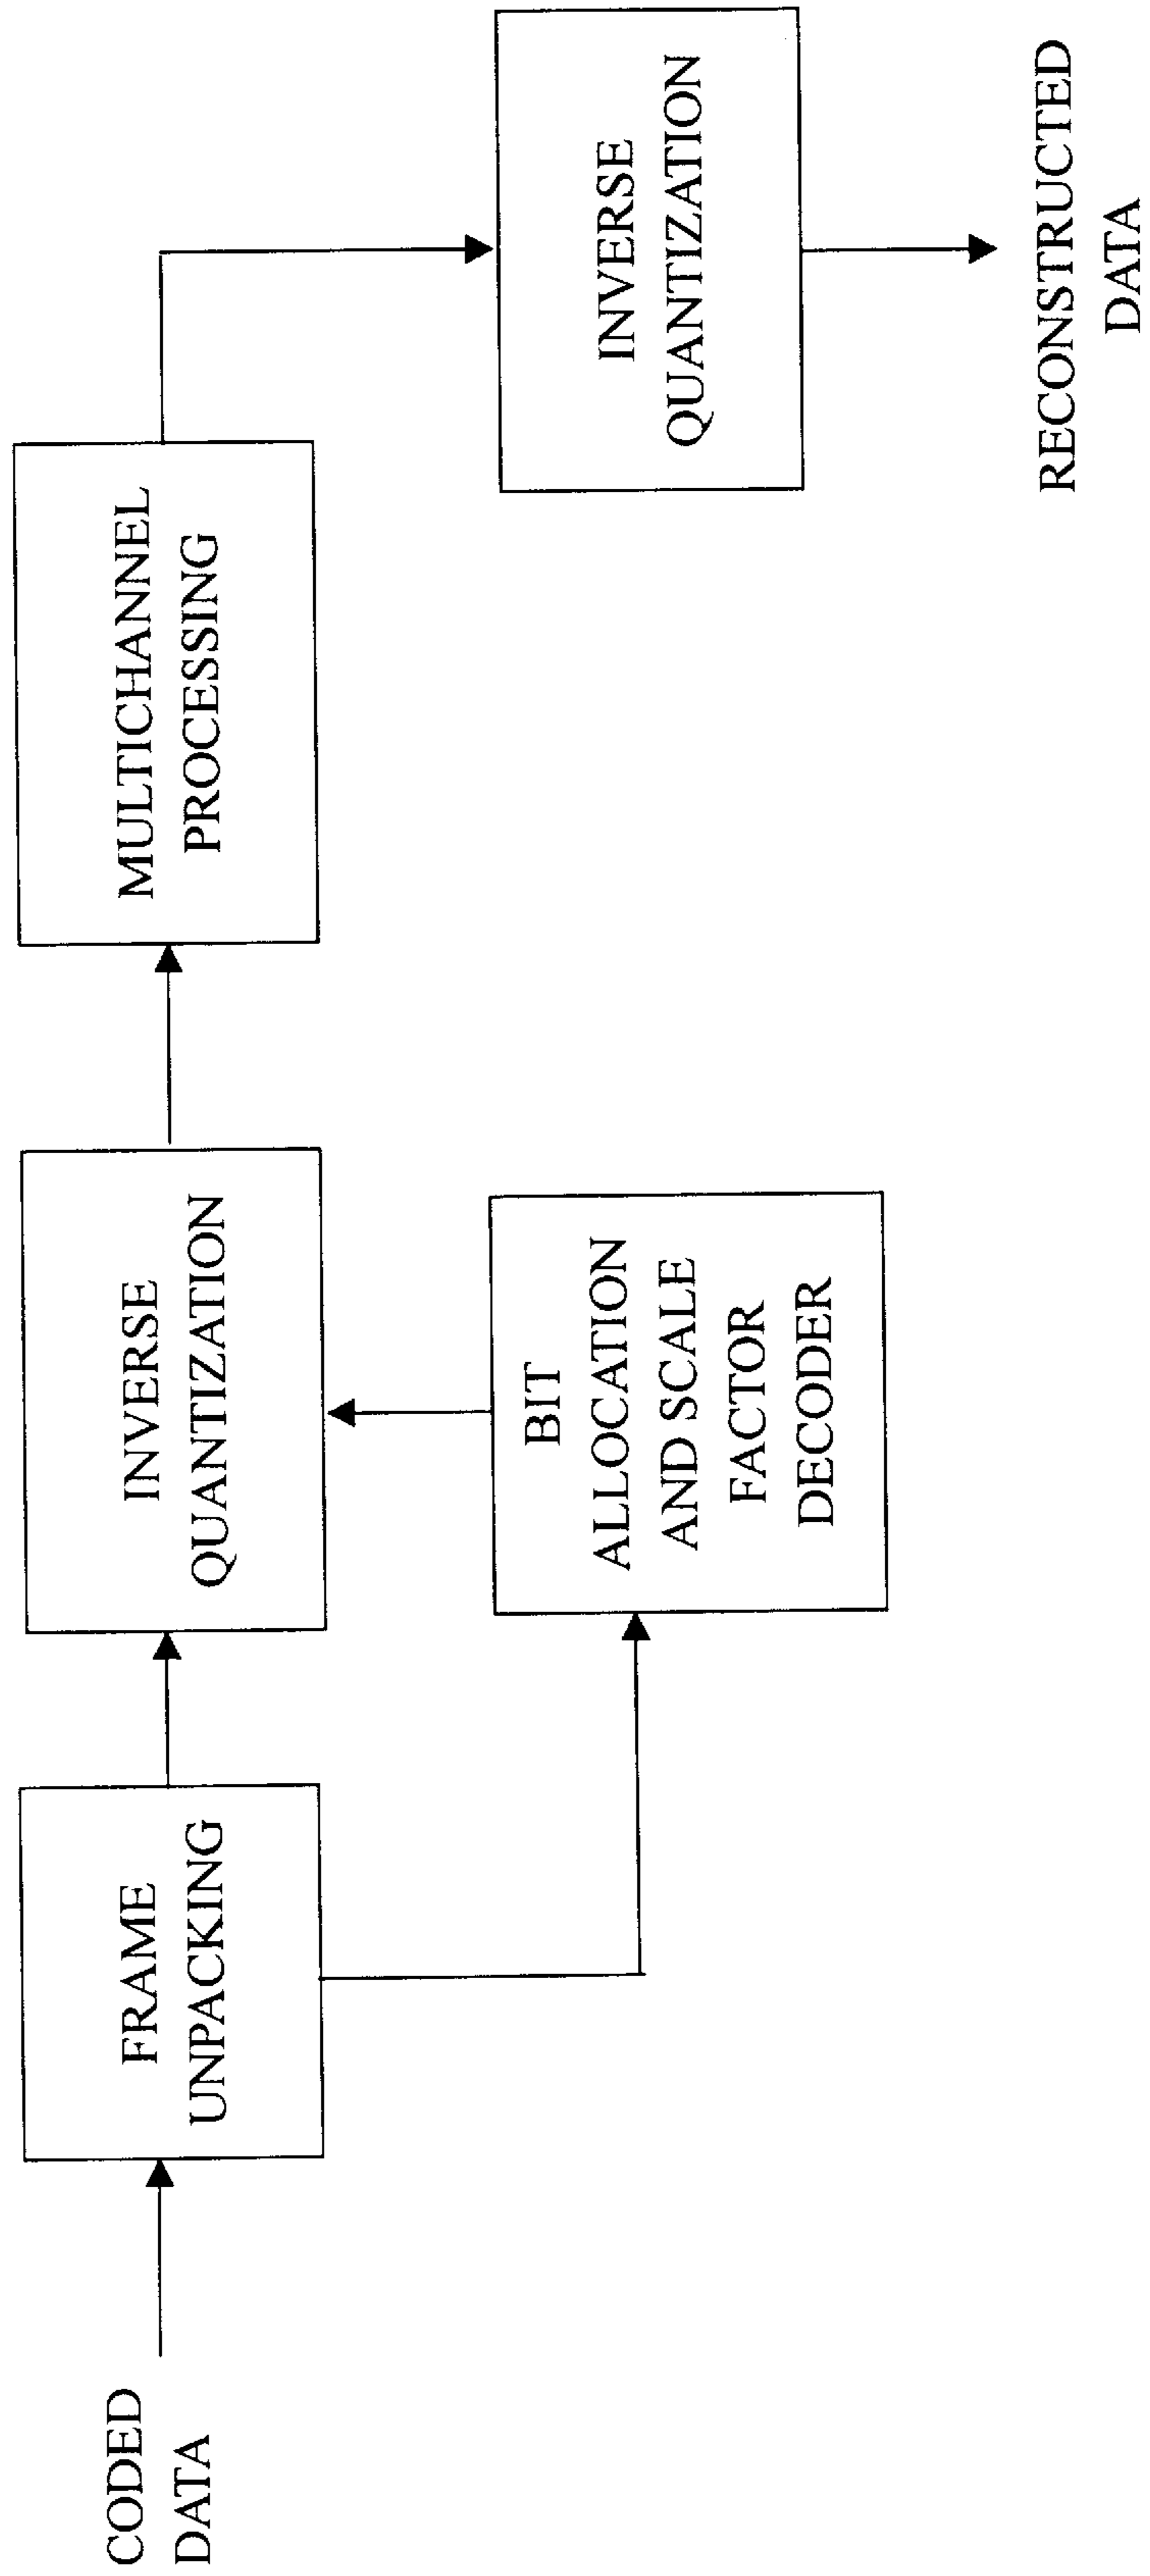 CODED
DATA
FRAME
UNPACKING
INVERSE
QUANTIZATION
BIT
ALLOCATION
AND SCALE
FACTOR
DECODER
MULTICHANNEL
PROCESSING
INVERSE
QUANTIZATION
RECONSTRUCTED
DATA